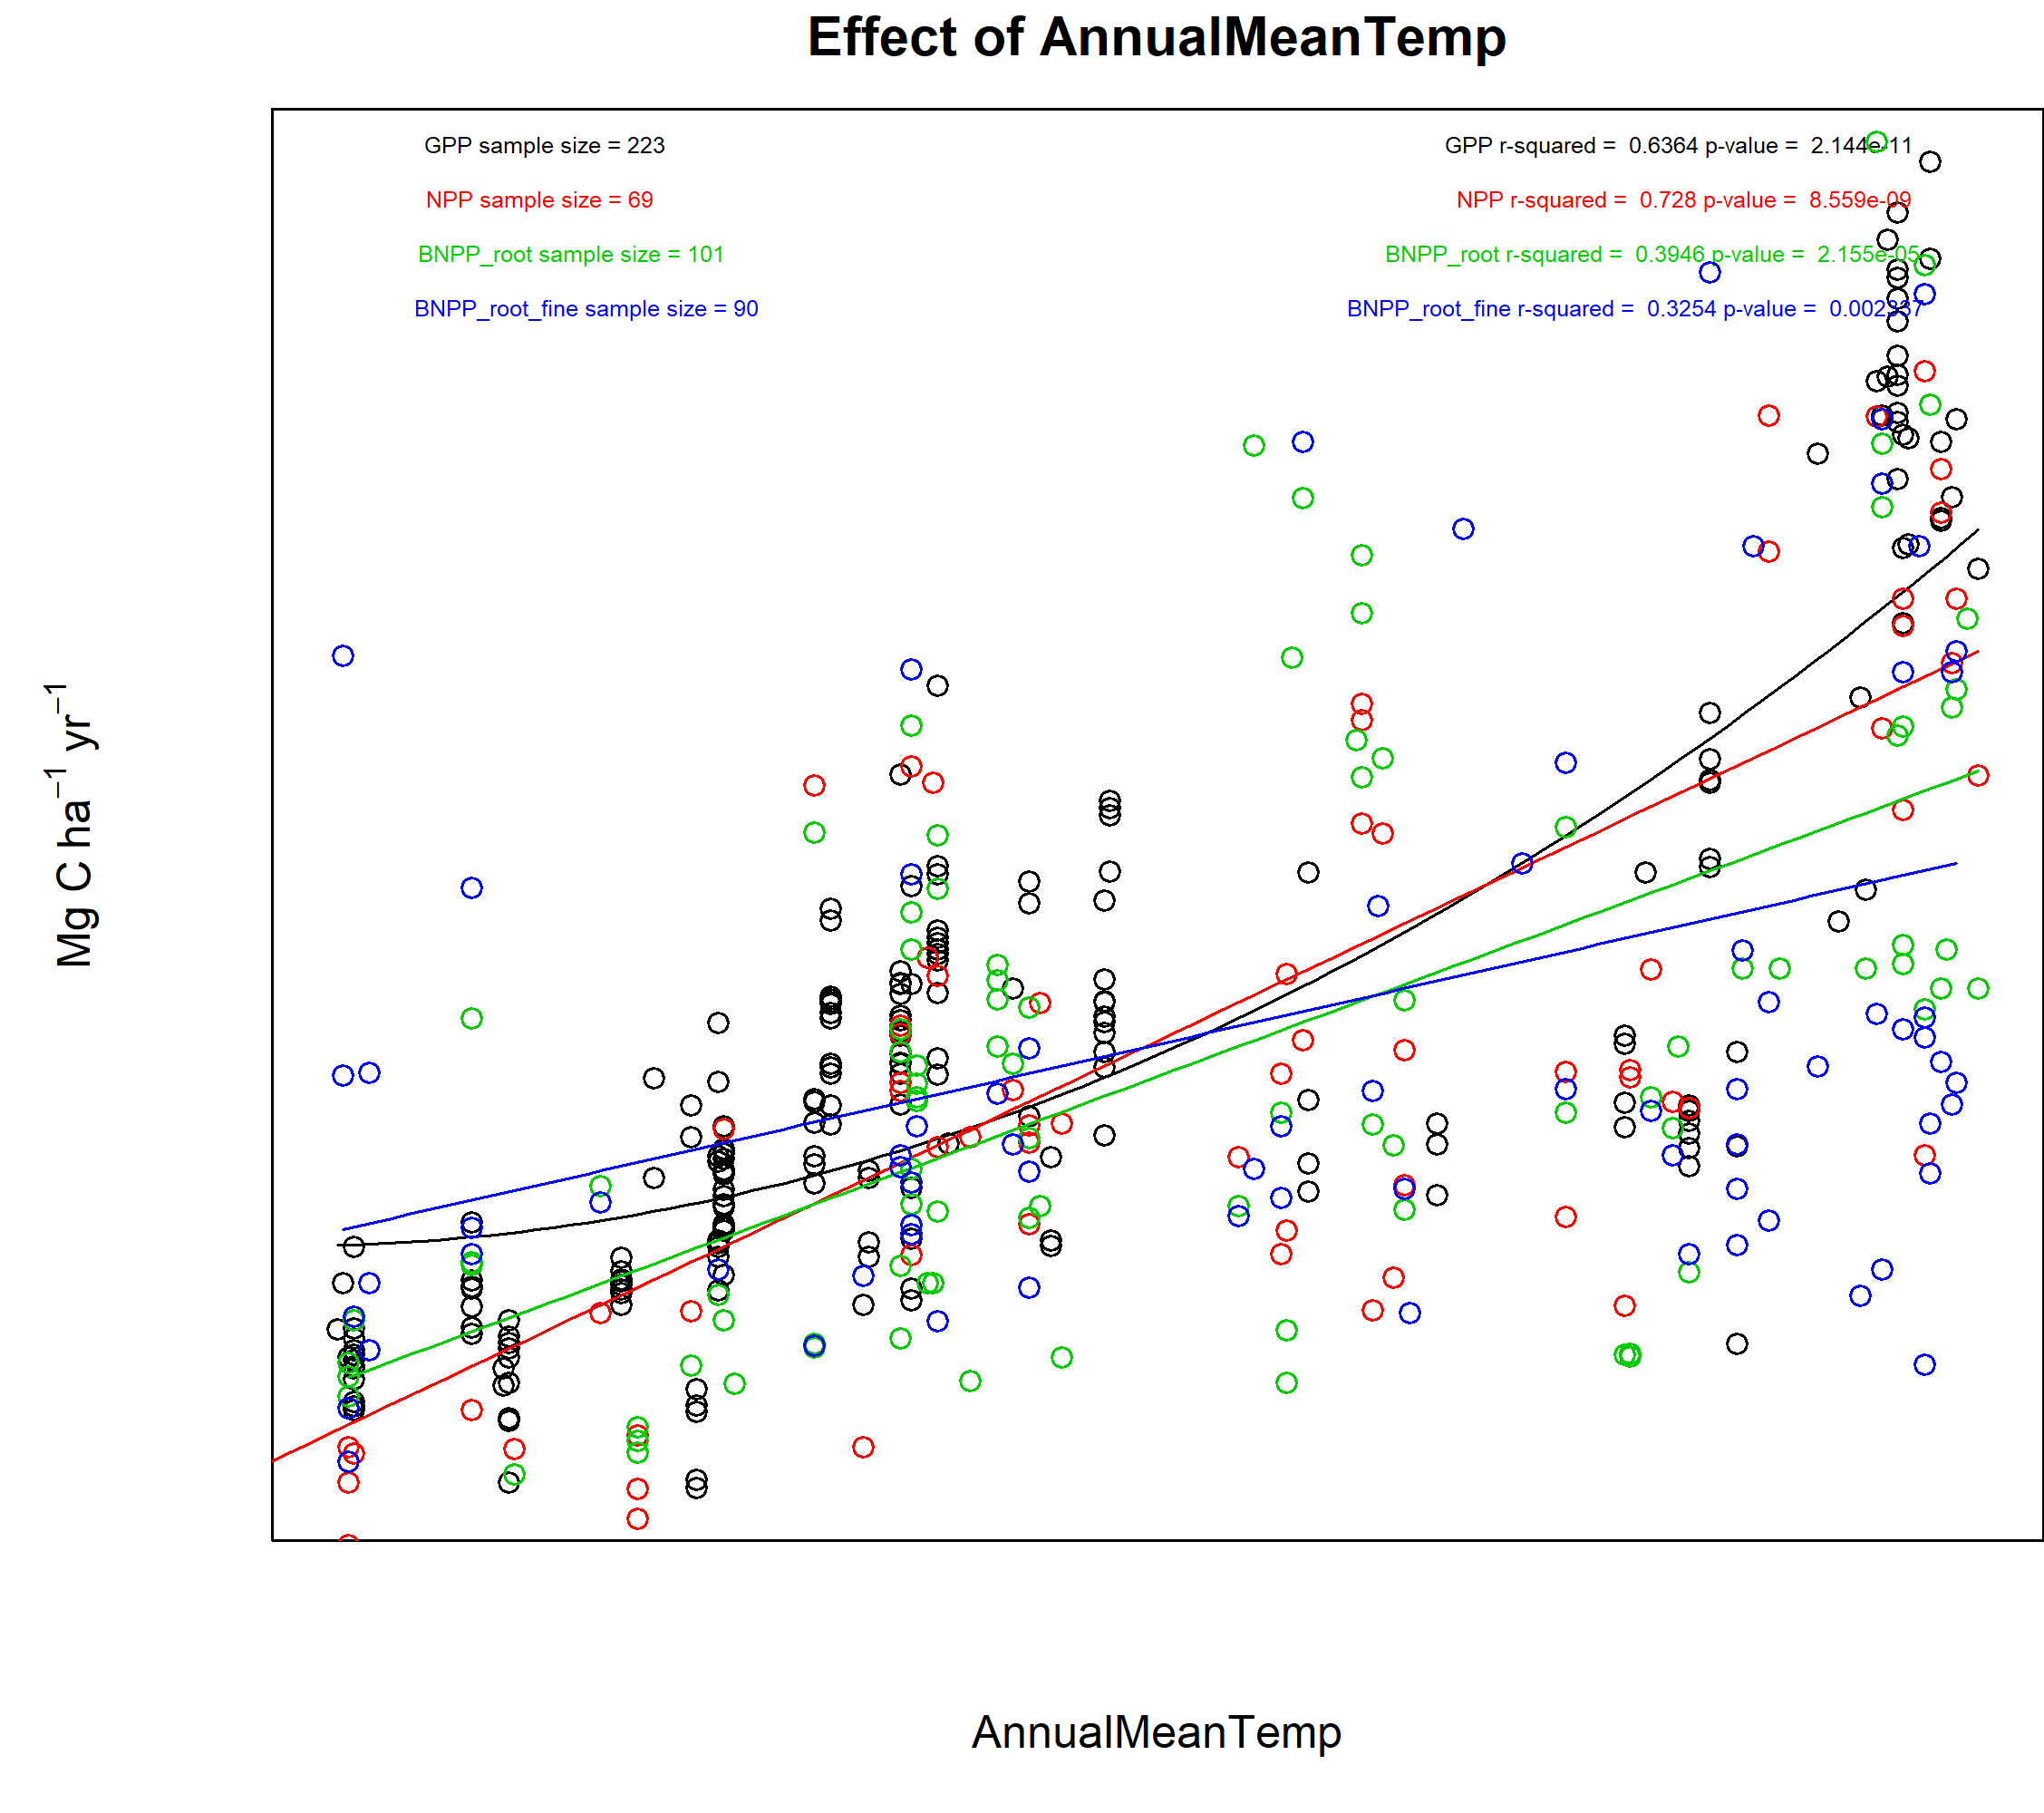 Effect of AnnualMeanTemp
GPP sample size = 223
GPP r-squared = 0.6364 p-value = 2.144e-11
NPP sample size = 69
NPP r-squared = 0.728 p-value = 8.559e-09
BNPP_root sample size = 101
BNPP_root r-squared = 0.3946 p-value = 2.155e-05
BNPP_root_fine sample size = 90
BNPP_root_fine r-squared = 0.3254 p-value = 0.002337
Mg C ha⁻¹ yr⁻¹
AnnualMeanTemp